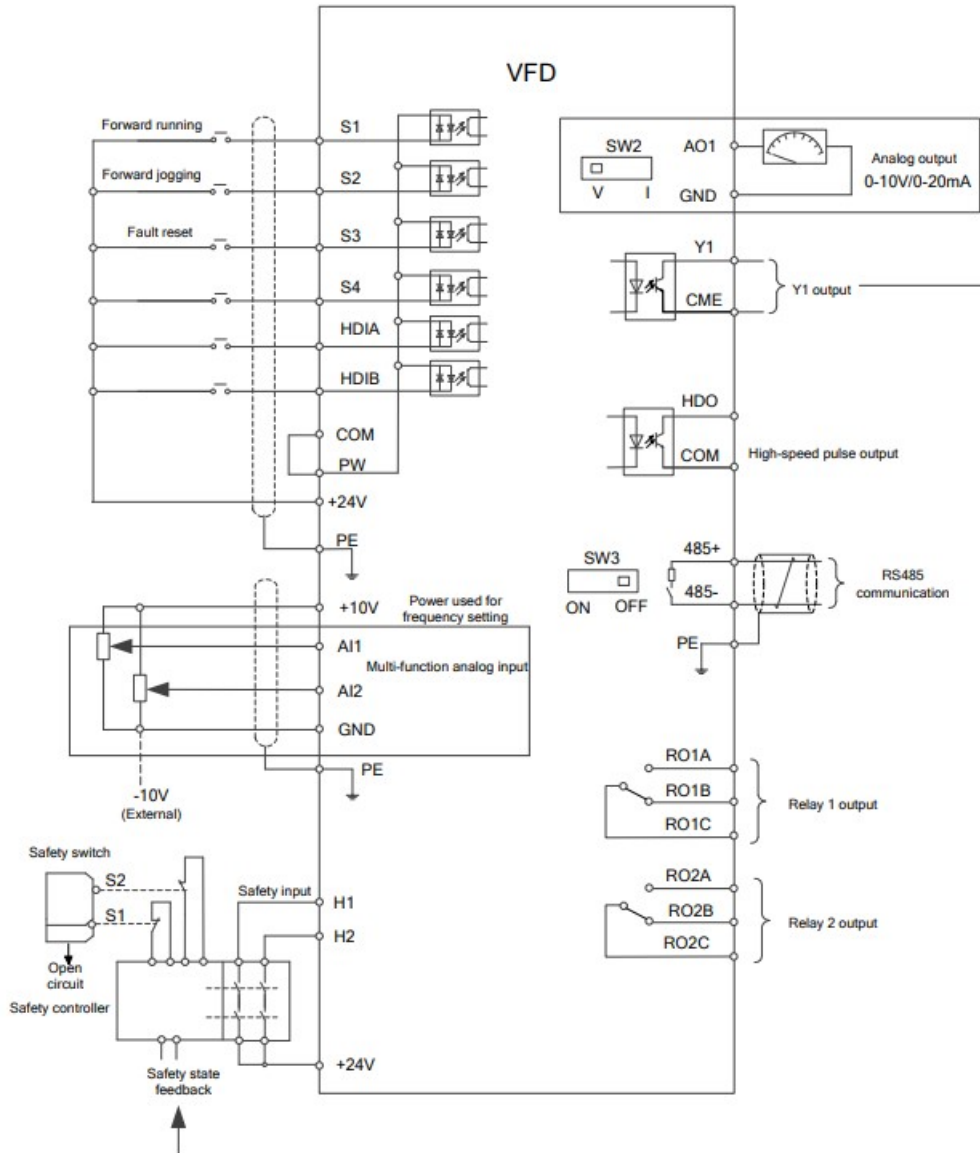 VFD
Forward running
S1
Forward jogging
S2
Fault reset
S3
S4
HDIA
HDIB
COM
PW
+24V
PE
+10V
Power used for
frequency setting
AI1
Multi-function analog input
AI2
GND
PE
-10V
(External)
Safety switch
S2
S1
Open
circuit
Safety controller
Safety input
H1
H2
+24V
Safety state
feedback
SW2
V I
AO1
GND
Analog output
0-10V/0-20mA
Y1
CME
Y1 output
HDO
COM
High-speed pulse output
SW3
ON OFF
485+
485-
RS485
communication
PE
RO1A
RO1B
RO1C
Relay 1 output
RO2A
RO2B
RO2C
Relay 2 output